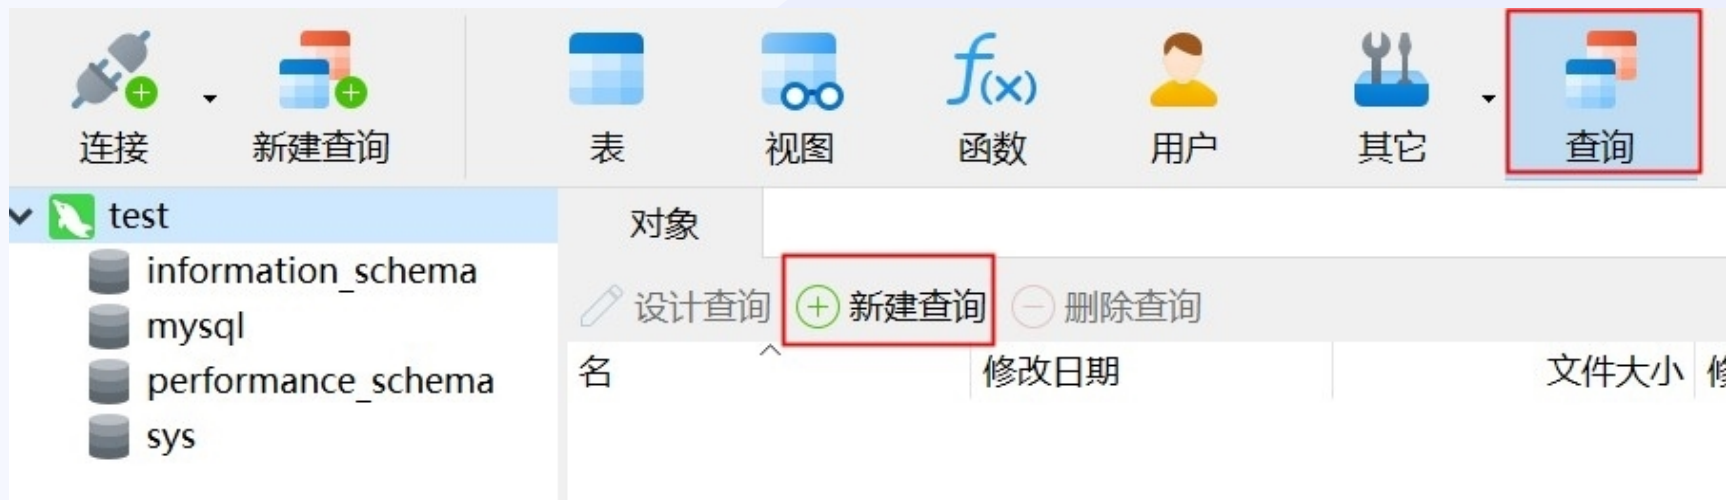 连接 新建查询 表 视图 函数 用户 其它 查询
test
对象
information_schema
设计查询 新建查询 删除查询
mysql
名 修改日期 文件大小
performance_schema
sys